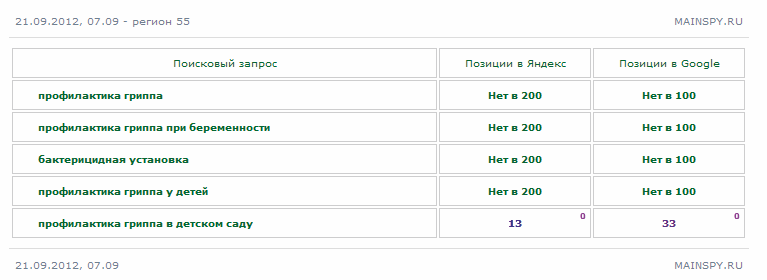 21.09.2012, 07.09 - регион 55 MAINSPY.RU
Поисковый запрос Позиции в Яндекс Позиции в Google
профилактика гриппа Нет в 200 Нет в 100
профилактика гриппа при беременности Нет в 200 Нет в 100
бактерицидная установка Нет в 200 Нет в 100
профилактика гриппа у детей Нет в 200 Нет в 100
профилактика гриппа в детском саду 13 0 33 0
21.09.2012, 07.09 MAINSPY.RU